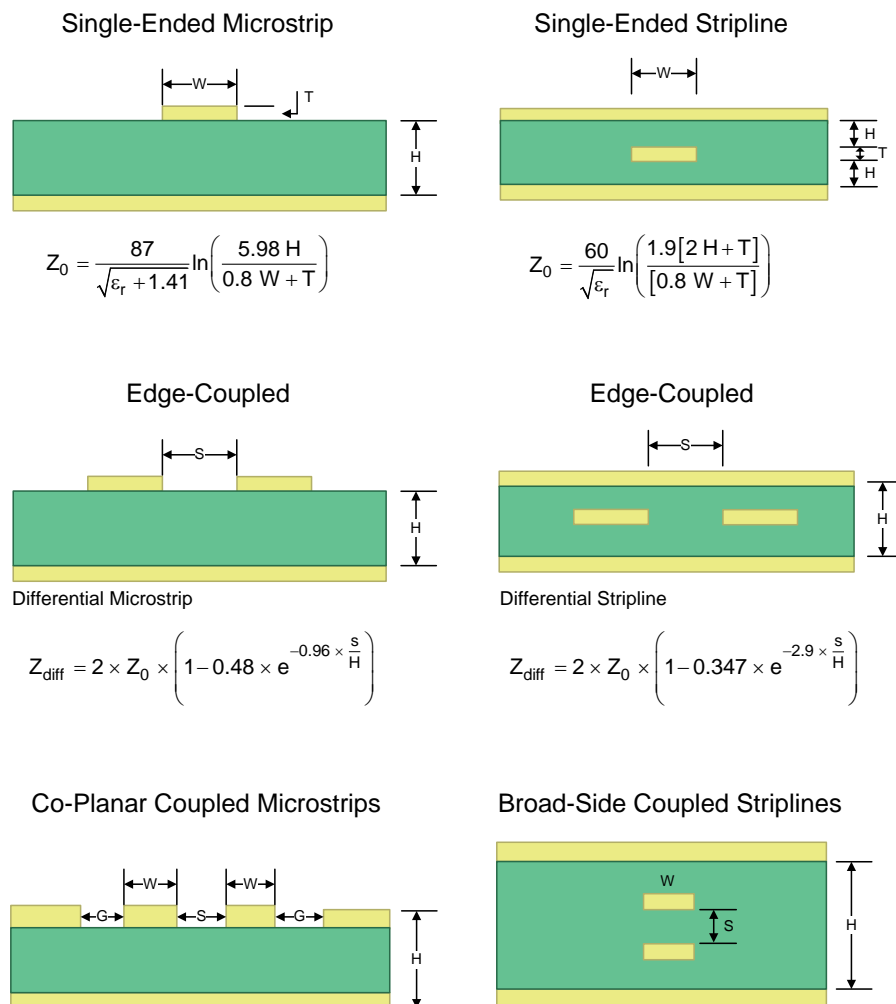 Single-Ended Microstrip
W
T
H
Z₀ = 87 / √(εᵣ + 1.41) ln(5.98 H / (0.8 W + T))
Single-Ended Stripline
W
H
T
H
Z₀ = 60 / √εᵣ ln(1.9[2 H + T] / [0.8 W + T])
Edge-Coupled
S
H
Differential Microstrip
Z_diff = 2 × Z₀ × (1 − 0.48 × e^(−0.96 × s/H))
Edge-Coupled
S
H
Differential Stripline
Z_diff = 2 × Z₀ × (1 − 0.347 × e^(−2.9 × s/H))
Co-Planar Coupled Microstrips
W W
G S G
H
Broad-Side Coupled Striplines
W
S
H